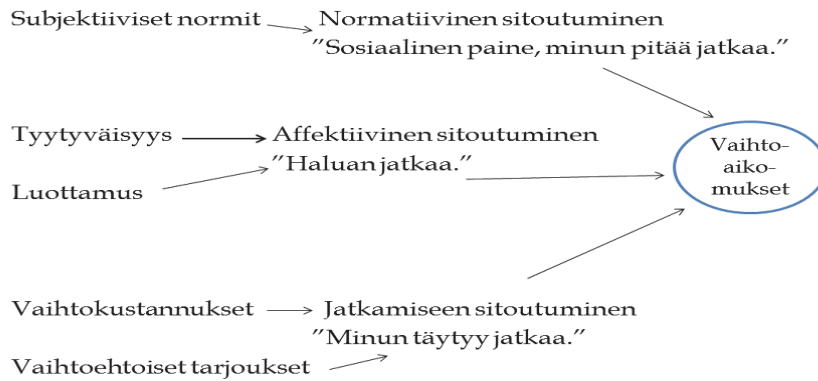 Subjektiiviset normit
Normatiivinen sitoutuminen
”Sosiaalinen paine, minun pitää jatkaa.”
Tyytyväisyys
Affektiivinen sitoutuminen
”Haluan jatkaa.”
Luottamus
Vaihto-
aiko-
mukset
Vaihtokustannukset
Jatkamiseen sitoutuminen
”Minun täytyy jatkaa.”
Vaihtoehtoiset tarjoukset